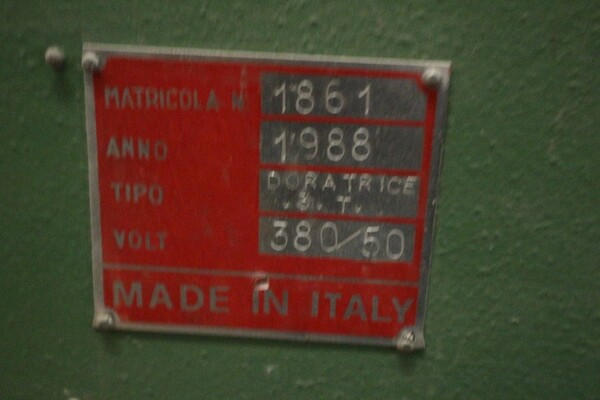 MATRICOLA N 1861
ANNO 1988
TIPO DORATRICE
.S.T.
VOLT 380/50
MADE IN ITALY